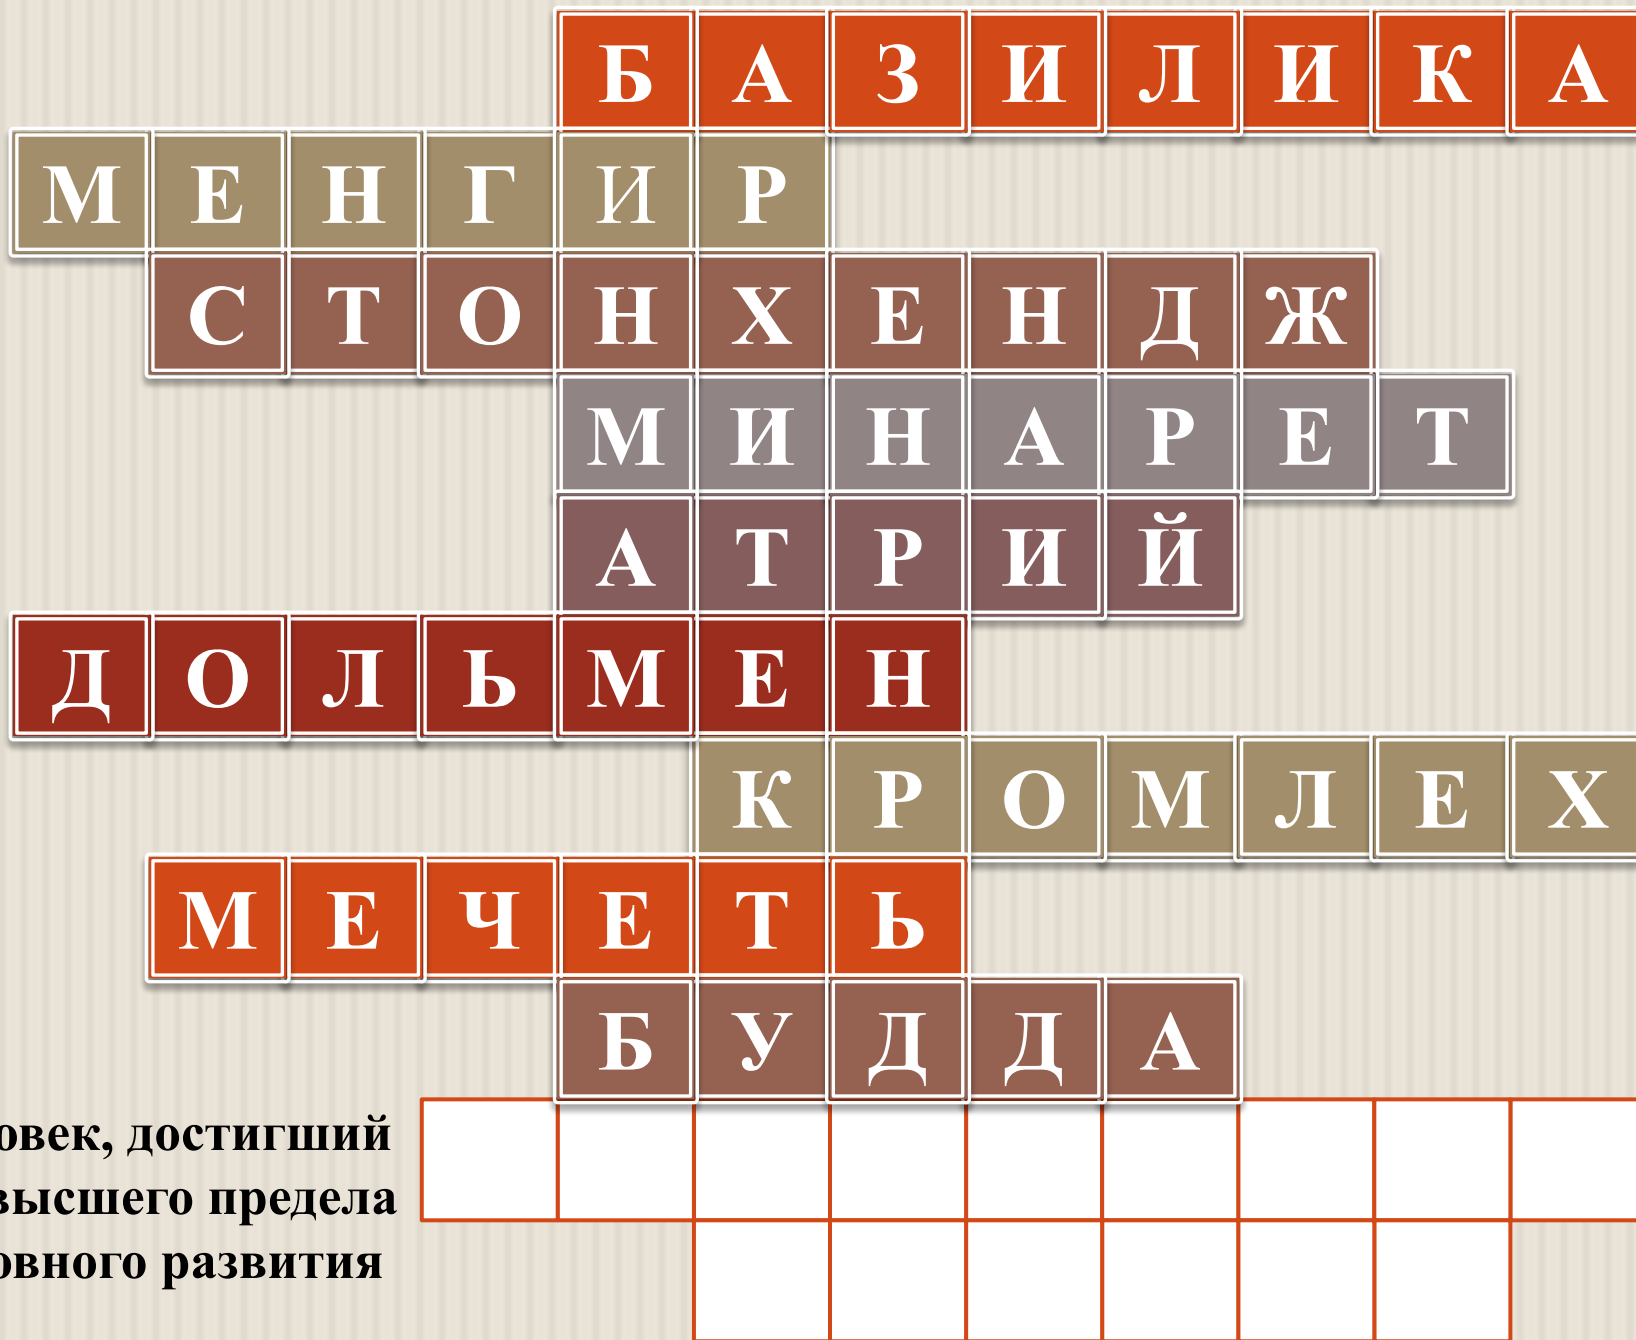 БАЗИЛИКА
МЕНГИР
СТОНХЕНДЖ
МИНАРЕТ
АТРИЙ
ДОЛЬМЕН
КРОМЛЕХ
МЕЧЕТЬ
БУДДА
овек, достигший
высшего предела
овного развития